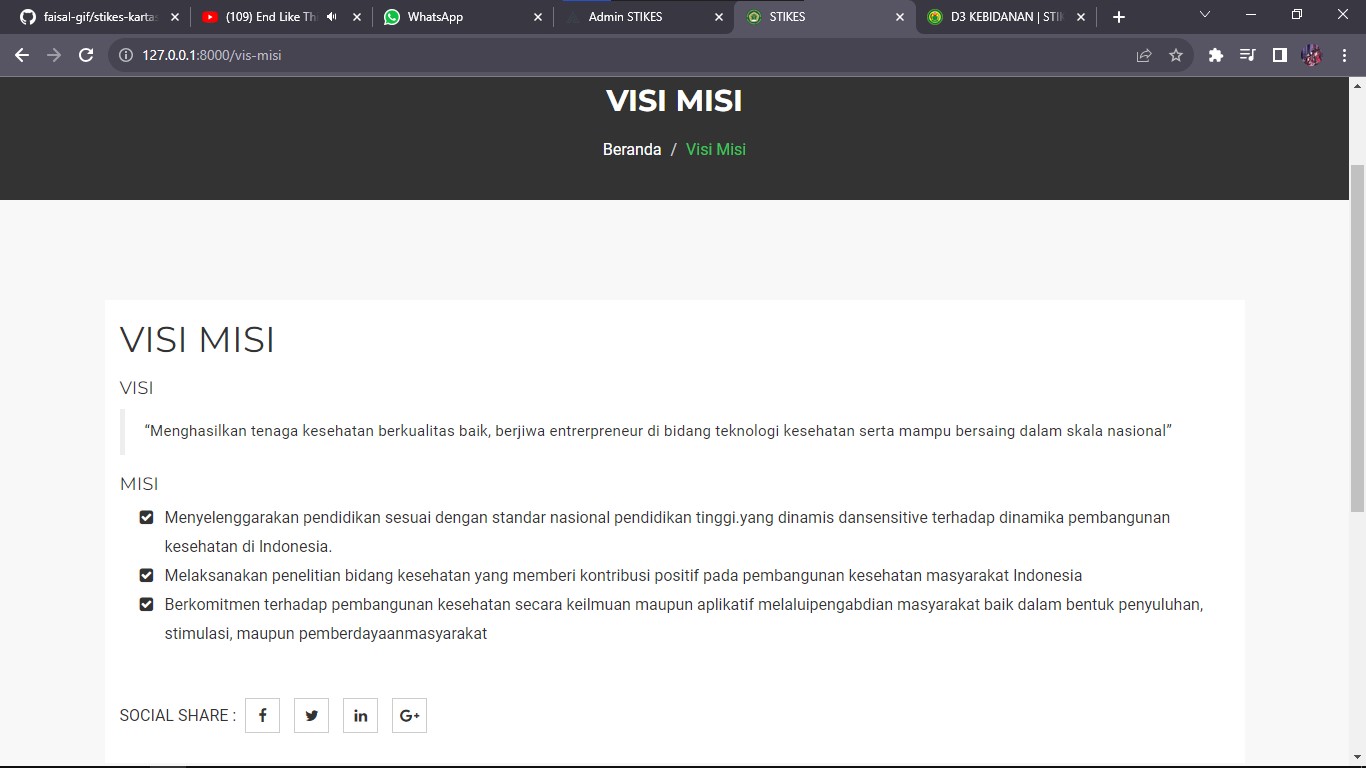 faisal-gif/stikes-karta
(109) End Like Thi
WhatsApp
Admin STIKES
STIKES
D3 KEBIDANAN | STI
127.0.0.1:8000/vis-misi
VISI MISI
Beranda / Visi Misi
VISI MISI
VISI
“Menghasilkan tenaga kesehatan berkualitas baik, berjiwa entrerpreneur di bidang teknologi kesehatan serta mampu bersaing dalam skala nasional”
MISI
Menyelenggarakan pendidikan sesuai dengan standar nasional pendidikan tinggi.yang dinamis dansensitive terhadap dinamika pembangunan
kesehatan di Indonesia.
Melaksanakan penelitian bidang kesehatan yang memberi kontribusi positif pada pembangunan kesehatan masyarakat Indonesia
Berkomitmen terhadap pembangunan kesehatan secara keilmuan maupun aplikatif melaluipengabdian masyarakat baik dalam bentuk penyuluhan,
stimulasi, maupun pemberdayaanmasyarakat
SOCIAL SHARE : f in G+